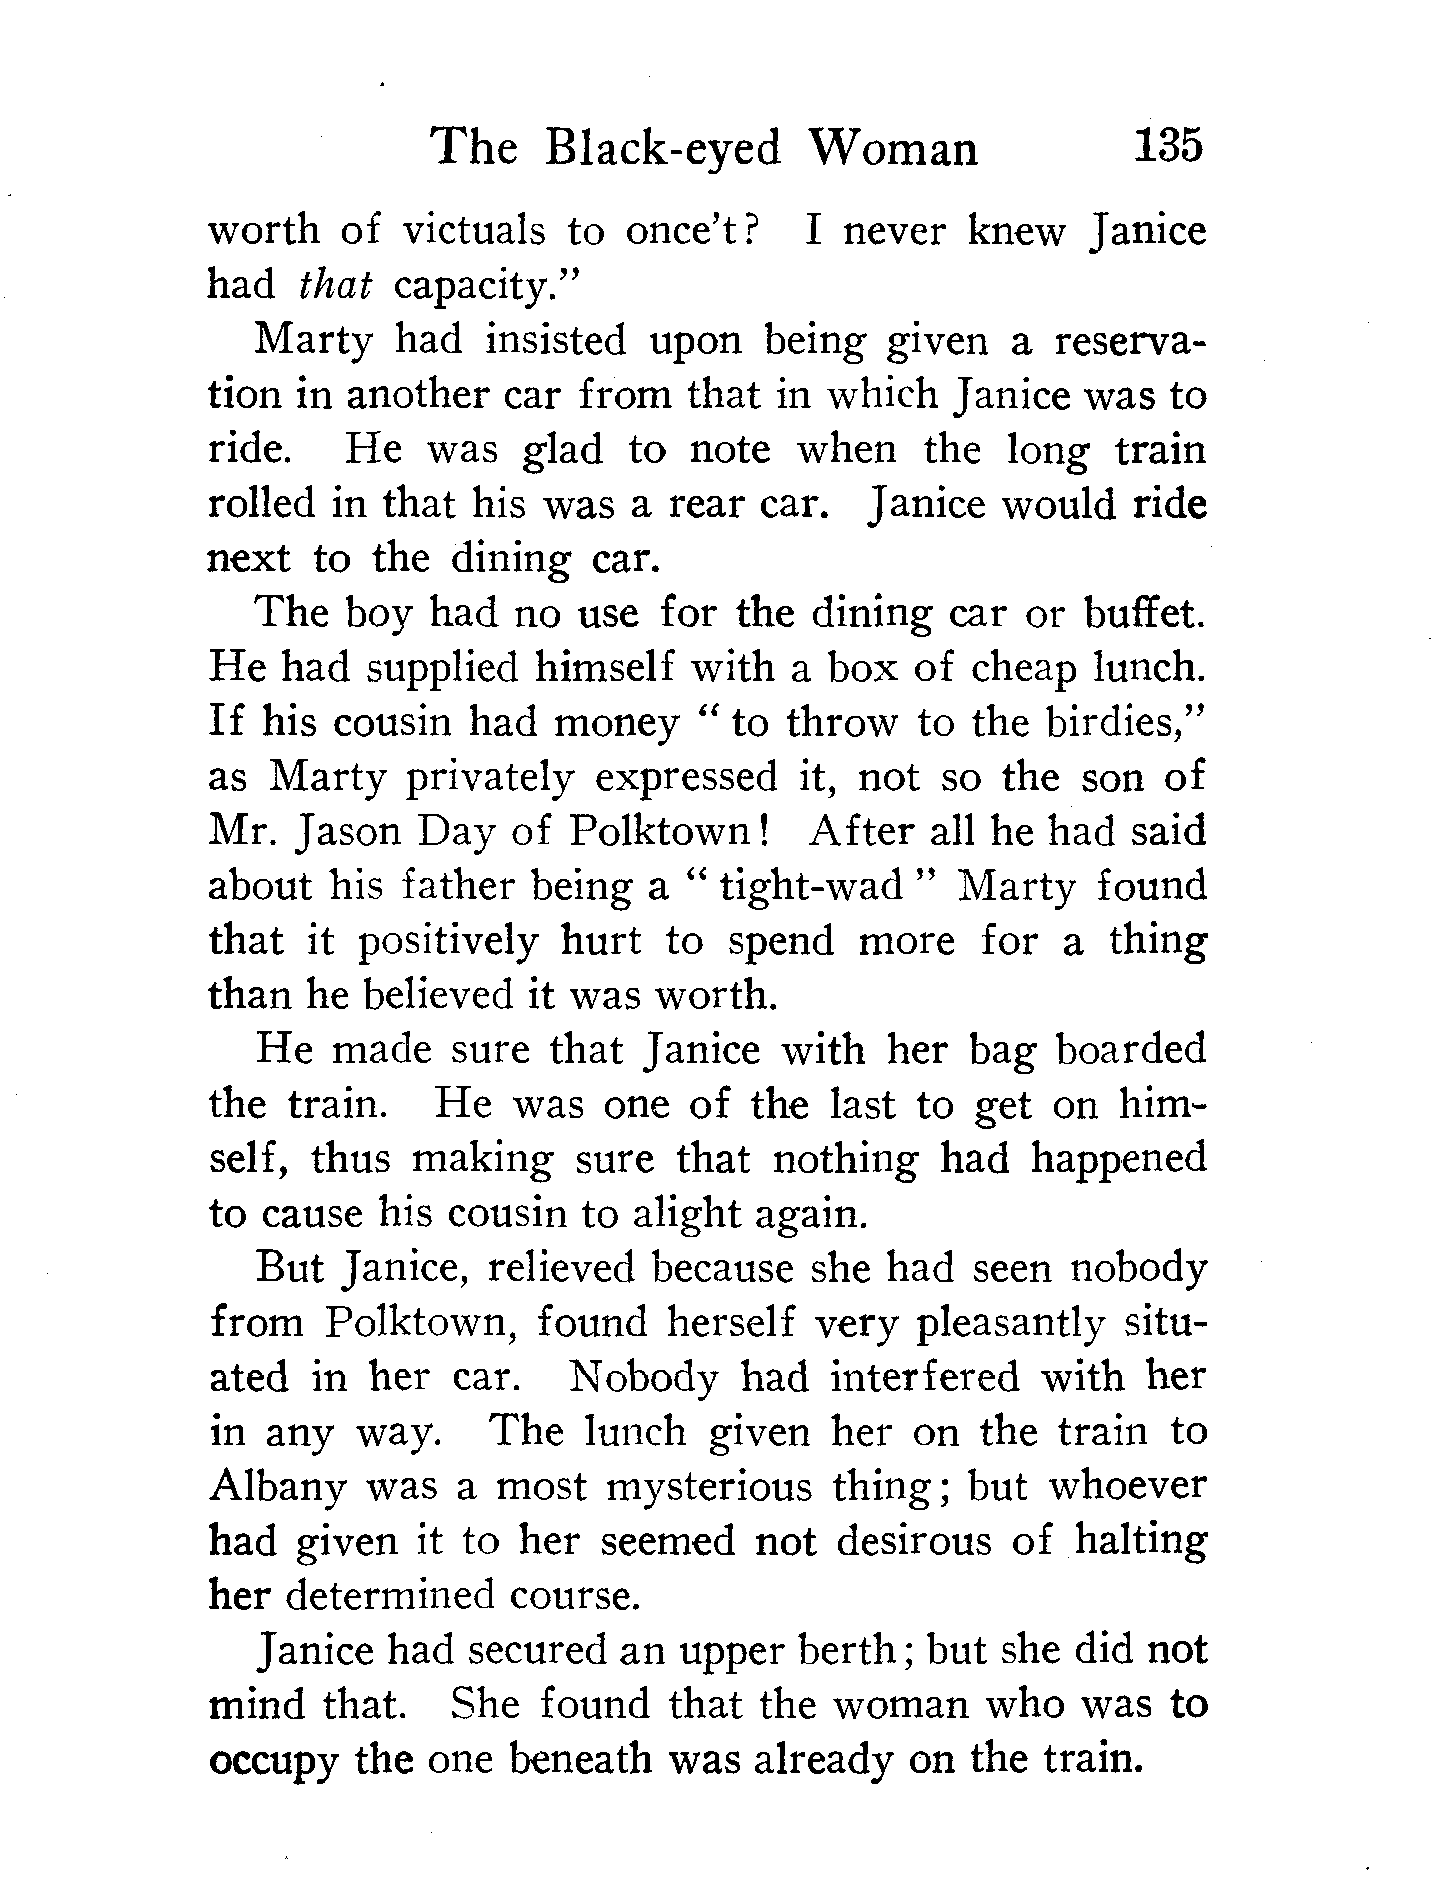 The Black-eyed Woman 135
worth of victuals to once't? I never knew Janice
had that capacity."
Marty had insisted upon being given a reserva-
tion in another car from that in which Janice was to
ride. He was glad to note when the long train
rolled in that his was a rear car. Janice would ride
next to the dining car.
The boy had no use for the dining car or buffet.
He had supplied himself with a box of cheap lunch.
If his cousin had money " to throw to the birdies,"
as Marty privately expressed it, not so the son of
Mr. Jason Day of Polktown! After all he had said
about his father being a " tight-wad " Marty found
that it positively hurt to spend more for a thing
than he believed it was worth.
He made sure that Janice with her bag boarded
the train. He was one of the last to get on him-
self, thus making sure that nothing had happened
to cause his cousin to alight again.
But Janice, relieved because she had seen nobody
from Polktown, found herself very pleasantly situ-
ated in her car. Nobody had interfered with her
in any way. The lunch given her on the train to
Albany was a most mysterious thing; but whoever
had given it to her seemed not desirous of halting
her determined course.
Janice had secured an upper berth; but she did not
mind that. She found that the woman who was to
occupy the one beneath was already on the train.